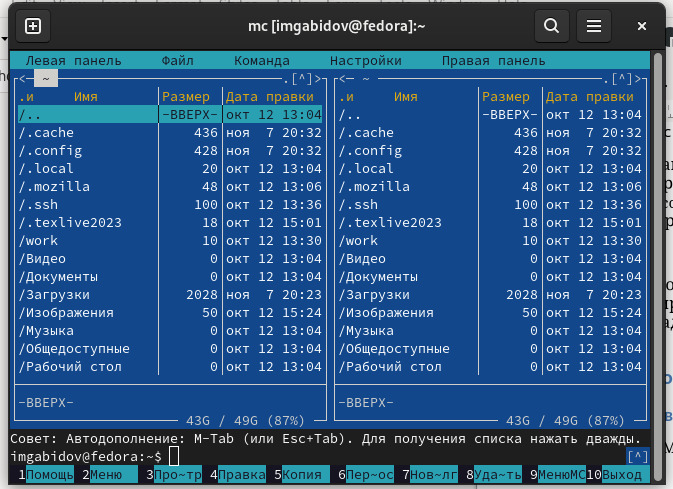 mc [imgabidov@fedora]:~
Левая панель Файл Команда Настройки Правая панель
<─ ~ .[^]> <─ ~ .[^]>
.и Имя Размер Дата правки .и Имя Размер Дата правки
/.. -ВВЕРХ- окт 12 13:04 /.. -ВВЕРХ- окт 12 13:04
/.cache 436 ноя 7 20:32 /.cache 436 ноя 7 20:32
/.config 428 ноя 7 20:32 /.config 428 ноя 7 20:32
/.local 20 окт 12 13:04 /.local 20 окт 12 13:04
/.mozilla 48 окт 12 13:06 /.mozilla 48 окт 12 13:06
/.ssh 100 окт 12 13:36 /.ssh 100 окт 12 13:36
/.texlive2023 18 окт 12 15:01 /.texlive2023 18 окт 12 15:01
/work 10 окт 12 13:30 /work 10 окт 12 13:30
/Видео 0 окт 12 13:04 /Видео 0 окт 12 13:04
/Документы 0 окт 12 13:04 /Документы 0 окт 12 13:04
/Загрузки 2028 ноя 7 20:23 /Загрузки 2028 ноя 7 20:23
/Изображения 50 окт 12 15:24 /Изображения 50 окт 12 15:24
/Музыка 0 окт 12 13:04 /Музыка 0 окт 12 13:04
/Общедоступные 0 окт 12 13:04 /Общедоступные 0 окт 12 13:04
/Рабочий стол 0 окт 12 13:04 /Рабочий стол 0 окт 12 13:04
-ВВЕРХ- -ВВЕРХ-
43G / 49G (87%) 43G / 49G (87%)
Совет: Автодополнение: M-Tab (или Esc+Tab). Для получения списка нажать дважды.
imgabidov@fedora:~$ [^]
1Помощь 2Меню 3Про~тр 4Правка 5Копия 6Пер~ос 7Нов~лг 8Уда~ть 9МенюMC 10Выход